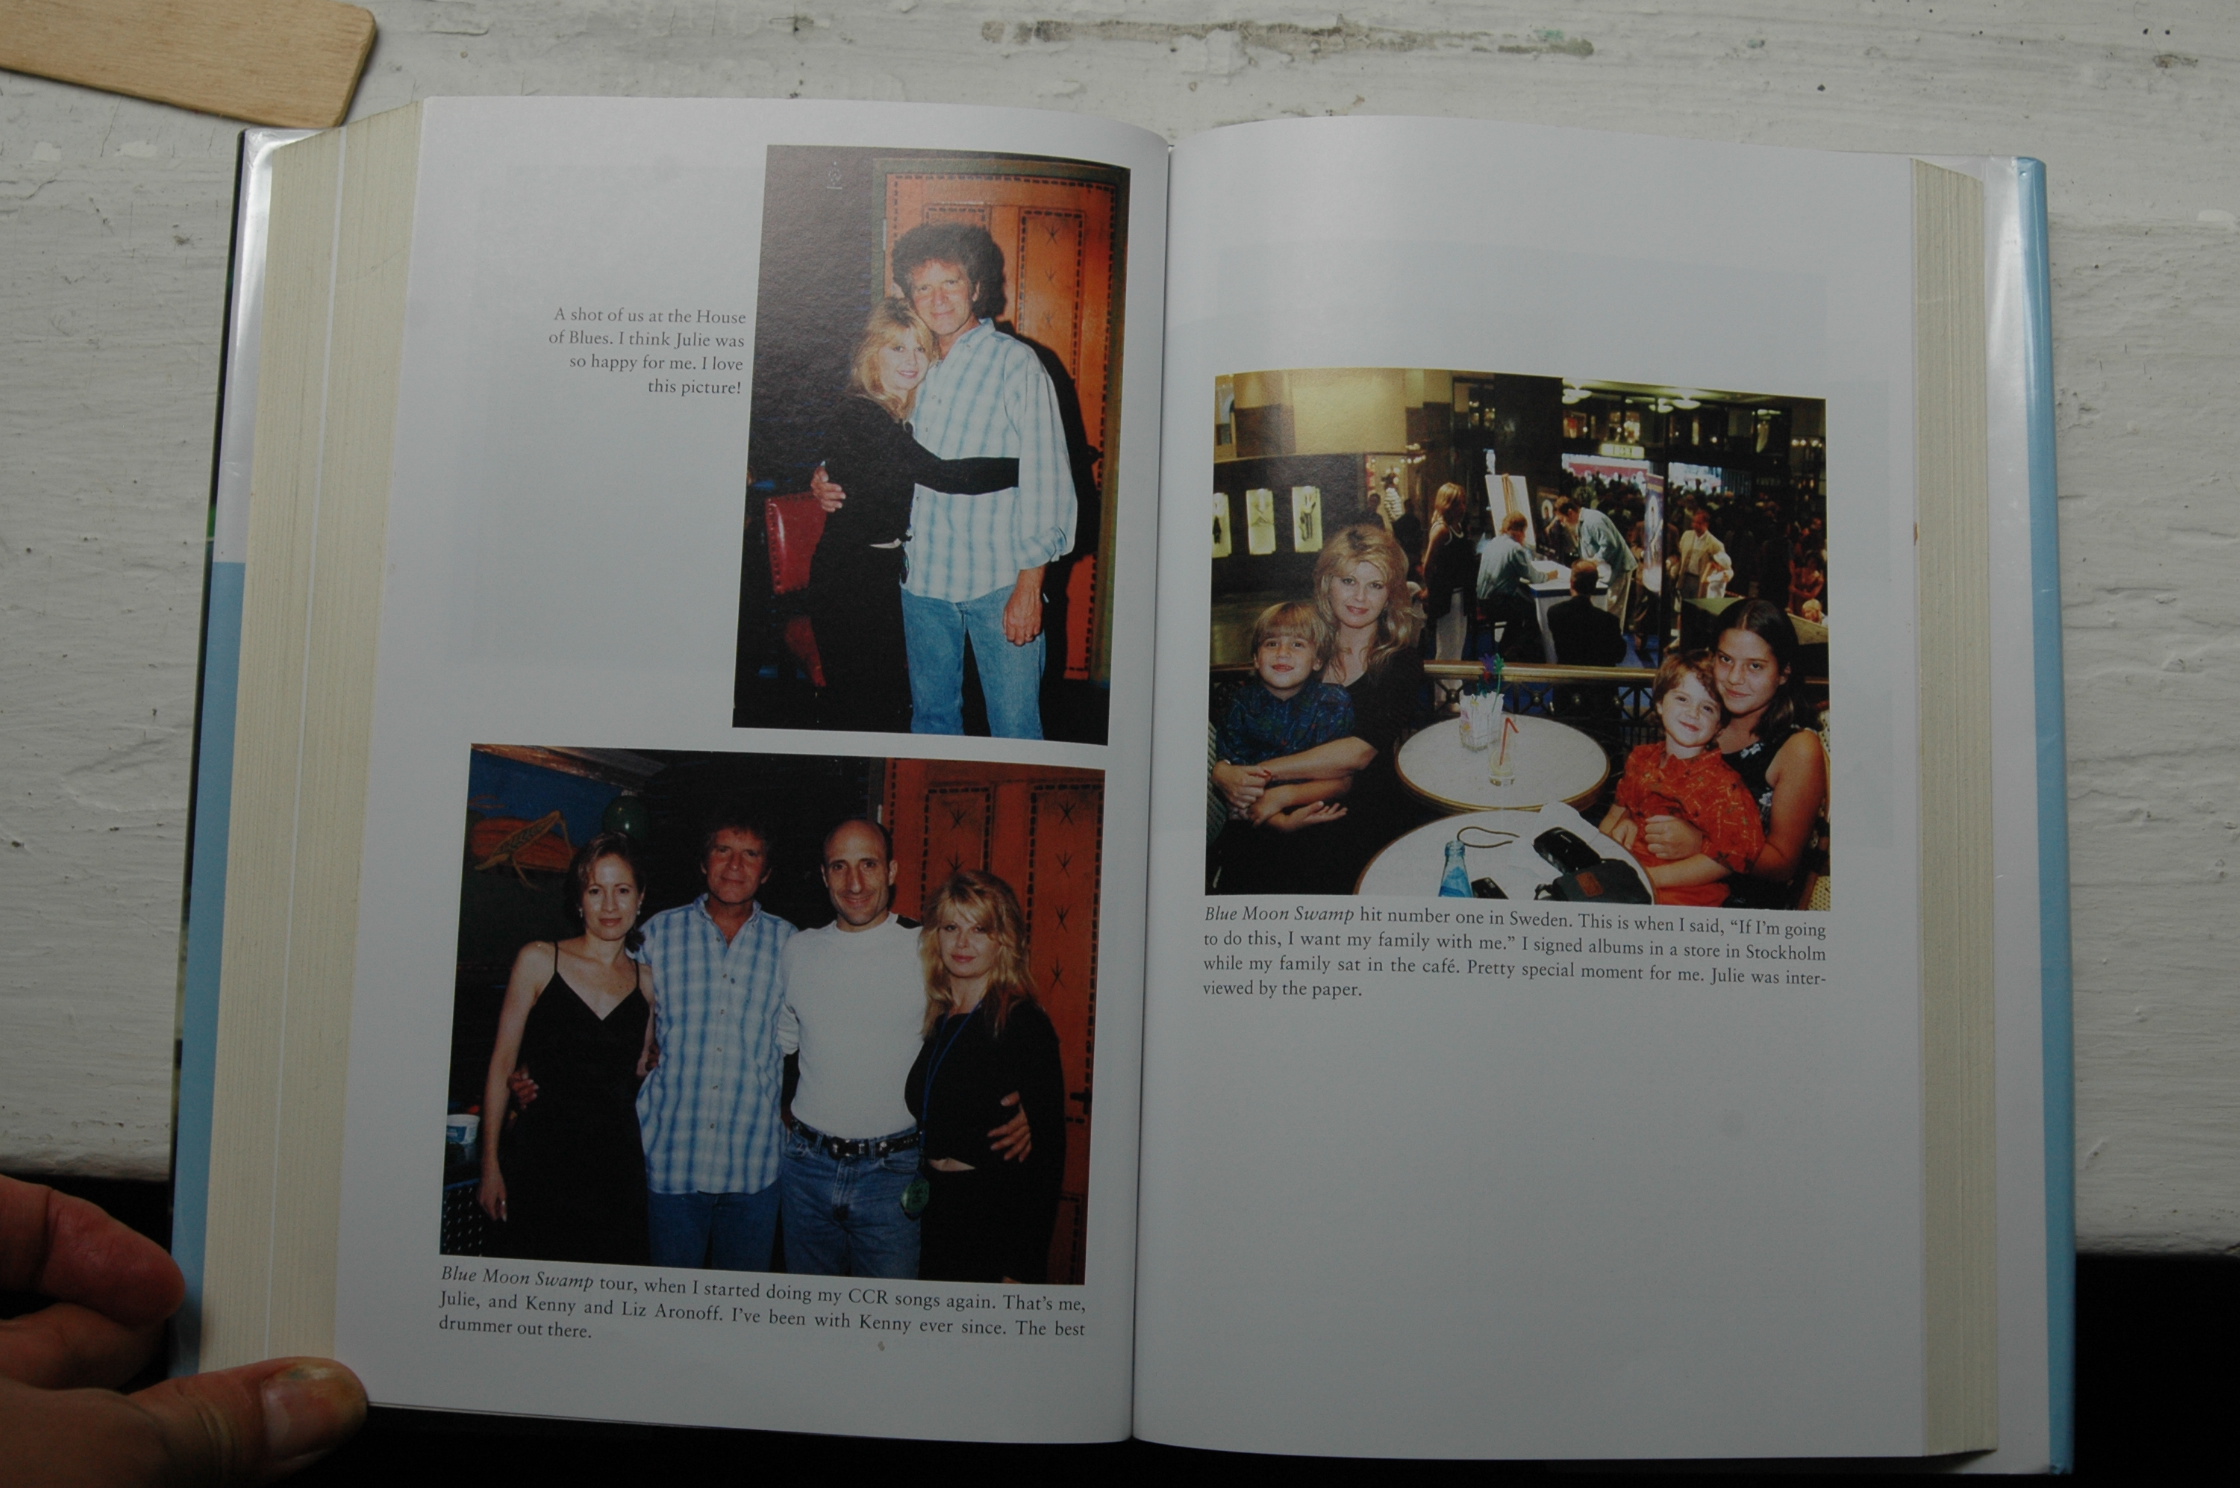 A shot of us at the House
of Blues. I think Julie was
so happy for me. I love
this picture!
Blue Moon Swamp tour, when I started doing my CCR songs again. That's me,
Julie, and Kenny and Liz Aronoff. I've been with Kenny ever since. The best
drummer out there.
Blue Moon Swamp hit number one in Sweden. This is when I said, “If I'm going
to do this, I want my family with me.” I signed albums in a store in Stockholm
while my family sat in the café. Pretty special moment for me. Julie was inter-
viewed by the paper.